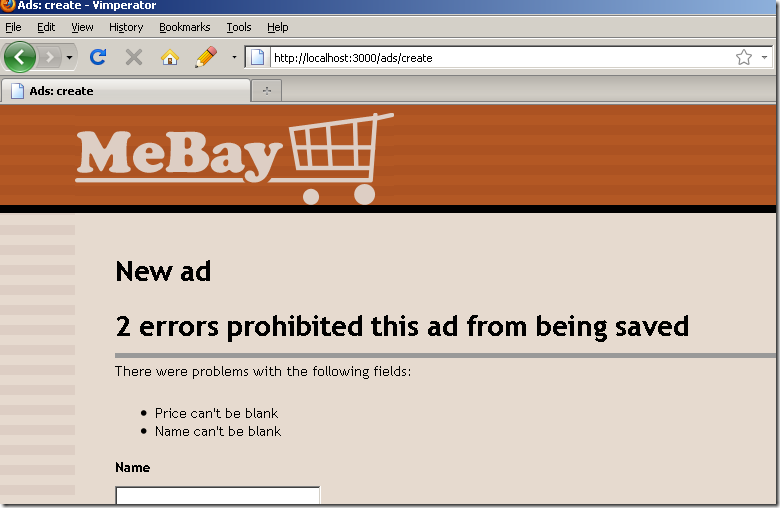 Ads: create - Vimperator
File Edit View History Bookmarks Tools Help
http://localhost:3000/ads/create
Ads: create
MeBay
New ad
2 errors prohibited this ad from being saved
There were problems with the following fields:
Price can't be blank
Name can't be blank
Name